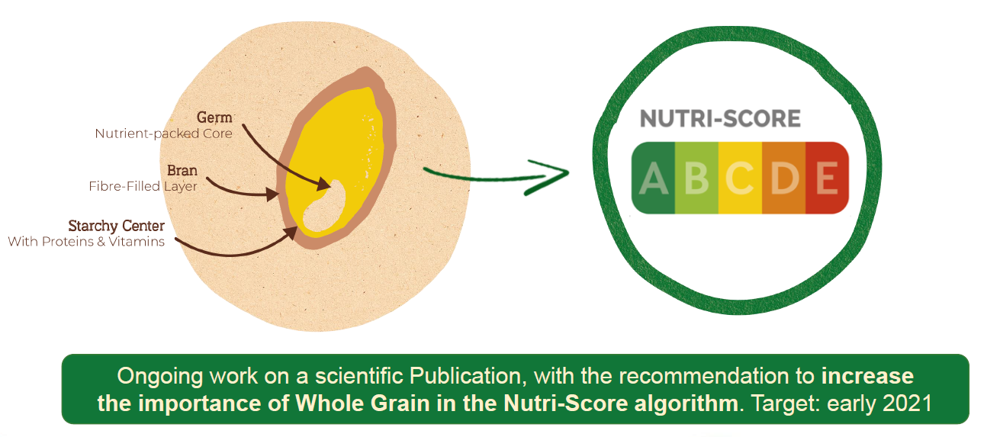 Germ
Nutrient-packed Core
Bran
Fibre-Filled Layer
Starchy Center
With Proteins & Vitamins
NUTRI-SCORE
A B C D E
Ongoing work on a scientific Publication, with the recommendation to increase
the importance of Whole Grain in the Nutri-Score algorithm. Target: early 2021